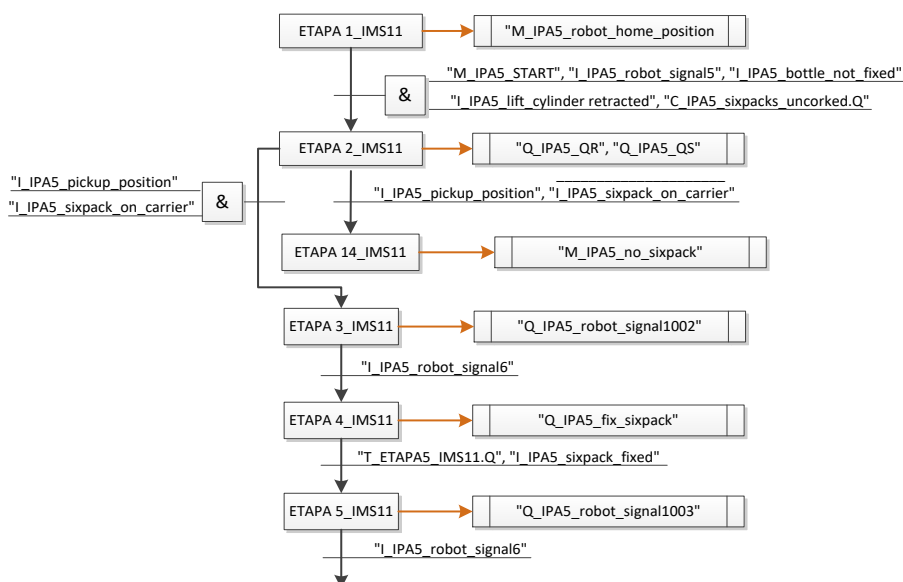 ETAPA 1_IMS11
"M_IPA5_robot_home_position
"M_IPA5_START", "I_IPA5_robot_signal5", "I_IPA5_bottle_not_fixed"
&
"I_IPA5_lift_cylinder retracted", "C_IPA5_sixpacks_uncorked.Q"
ETAPA 2_IMS11
"Q_IPA5_QR", "Q_IPA5_QS"
"I_IPA5_pickup_position"
"I_IPA5_sixpack_on_carrier"
&
"I_IPA5_pickup_position", "I_IPA5_sixpack_on_carrier"
ETAPA 14_IMS11
"M_IPA5_no_sixpack"
ETAPA 3_IMS11
"Q_IPA5_robot_signal1002"
"I_IPA5_robot_signal6"
ETAPA 4_IMS11
"Q_IPA5_fix_sixpack"
"T_ETAPA5_IMS11.Q", "I_IPA5_sixpack_fixed"
ETAPA 5_IMS11
"Q_IPA5_robot_signal1003"
"I_IPA5_robot_signal6"